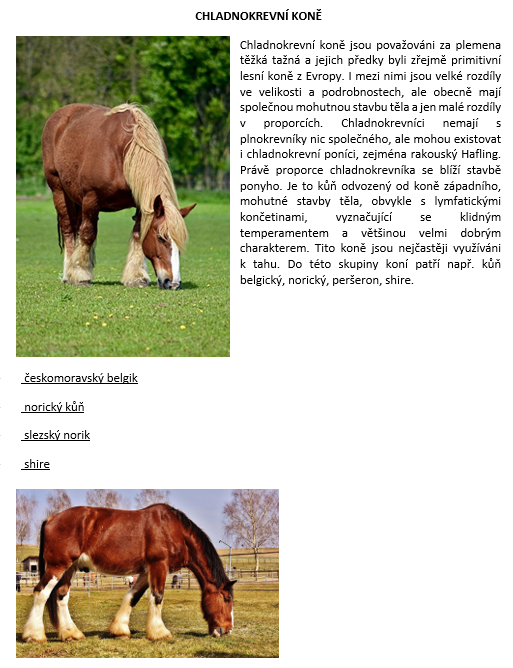 CHLADNOKREVNÍ KONĚ
Chladnokrevní koně jsou považováni za plemena
těžká tažná a jejich předky byli zřejmě primitivní
lesní koně z Evropy. I mezi nimi jsou velké rozdíly
ve velikosti a podrobnostech, ale obecně mají
společnou mohutnou stavbu těla a jen malé rozdíly
v proporcích. Chladnokrevníci nemají s
plnokrevníky nic společného, ale mohou existovat
i chladnokrevní poníci, zejména rakouský Hafling.
Právě proporce chladnokrevníka se blíží stavbě
ponyho. Je to kůň odvozený od koně západního,
mohutné stavby těla, obvykle s lymfatickými
končetinami, vyznačující se klidným
temperamentem a většinou velmi dobrým
charakterem. Tito koně jsou nejčastěji využíváni
k tahu. Do této skupiny koní patří např. kůň
belgický, norický, peršeron, shire.
českomoravský belgik
norický kůň
slezský norik
shire